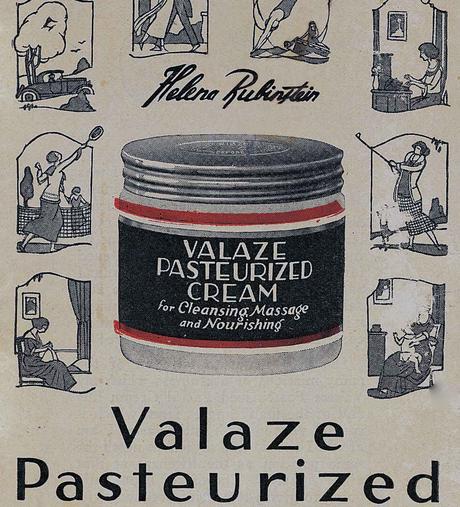 Helena Rubinstein
VALAZE
PASTEURIZED
CREAM
for Cleansing, Massage
and Nourishing
Valaze
Pasteurized